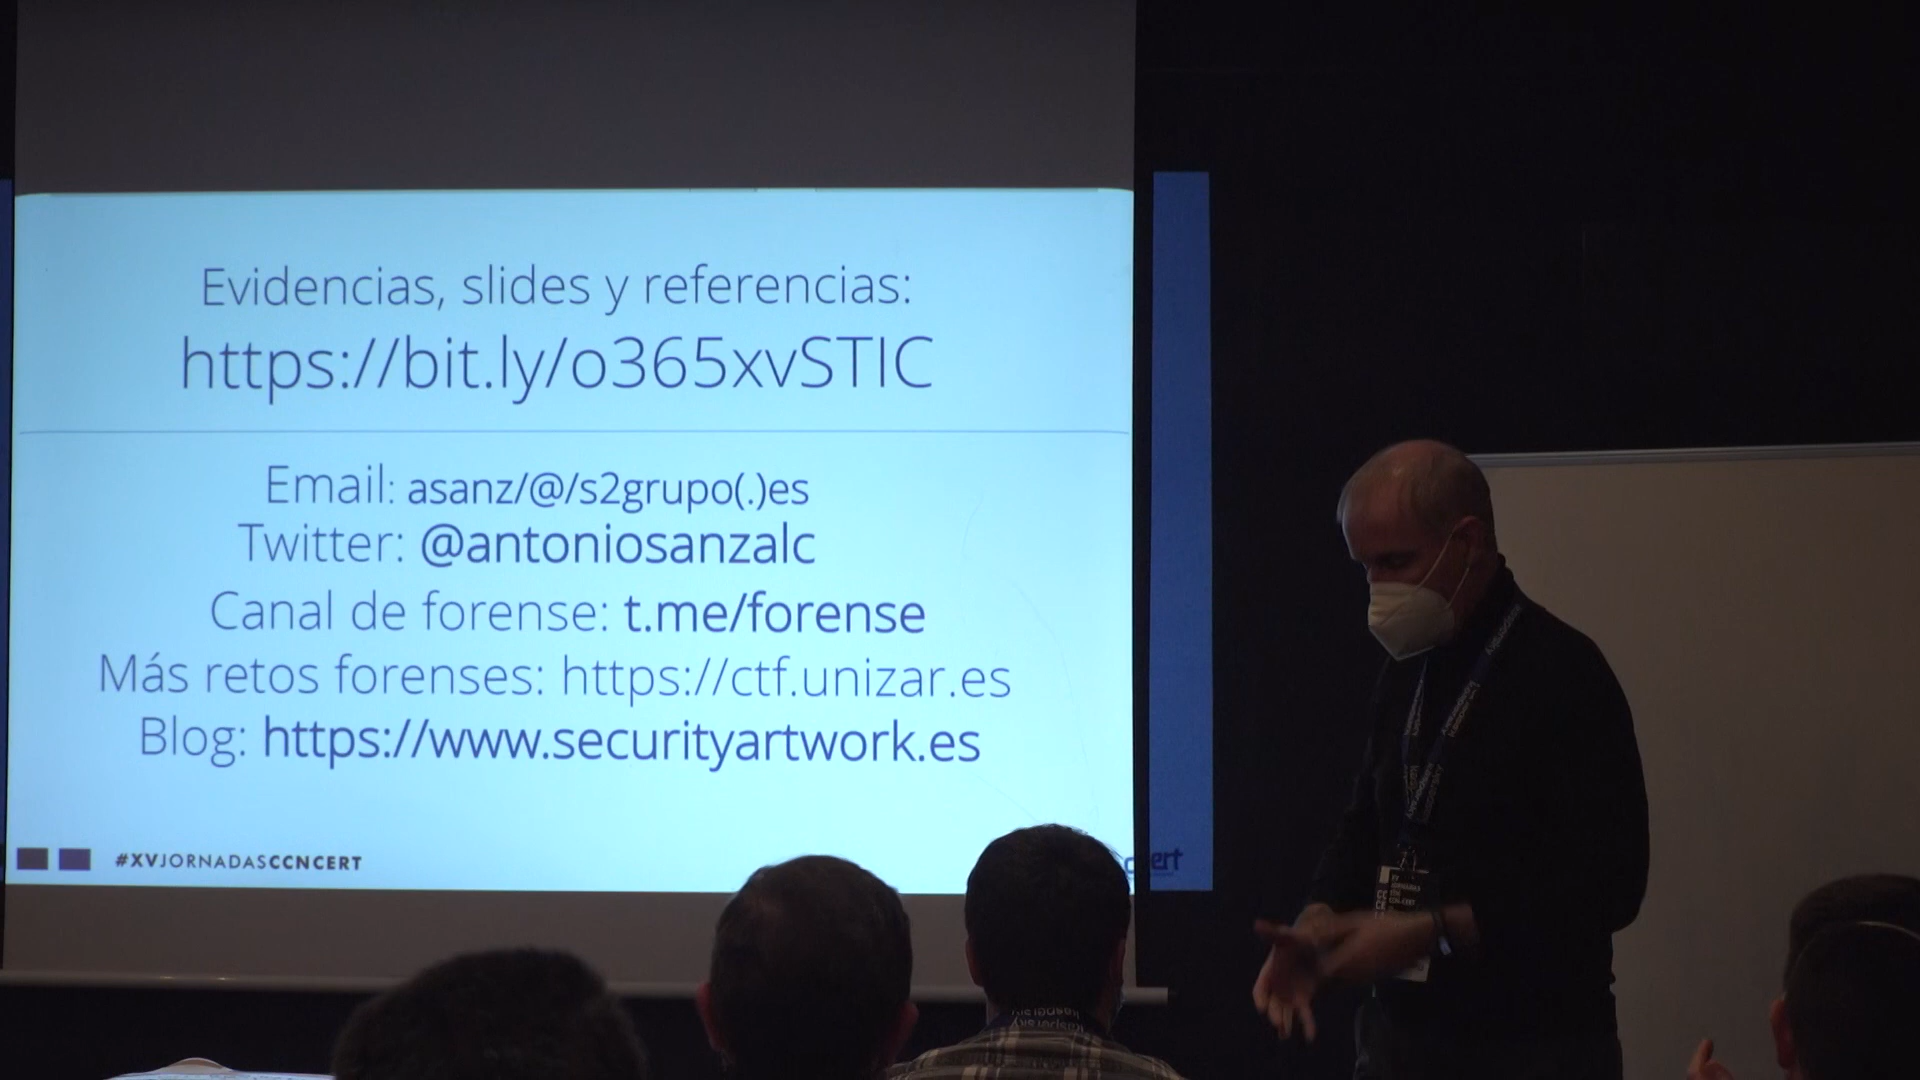 Evidencias, slides y referencias:
https://bit.ly/o365xvSTIC
Email: asanz/@/s2grupo(.)es
Twitter: @antoniosanzalc
Canal de forense: t.me/forense
Más retos forenses: https://ctf.unizar.es
Blog: https://www.securityartwork.es
#XVJORNADASCCNCERT
kaspersky